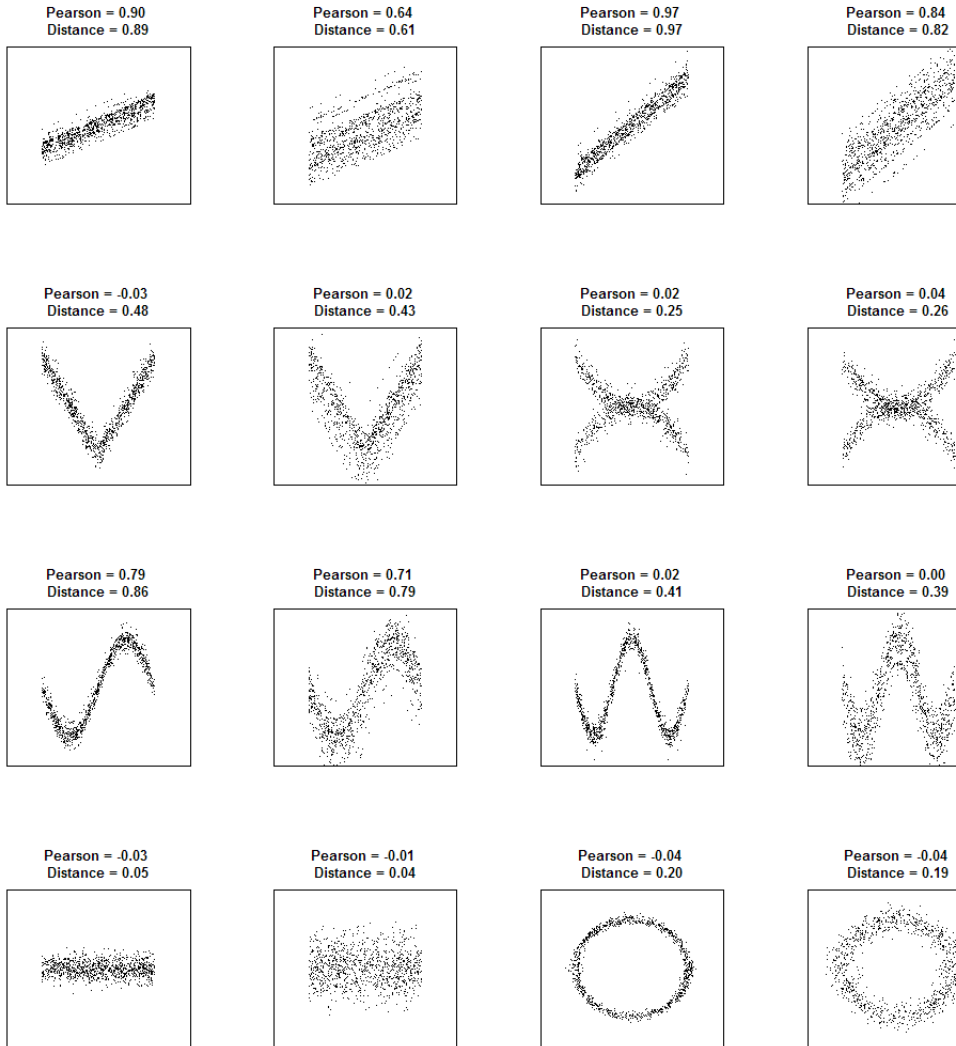 Pearson = 0.90
Distance = 0.89
Pearson = 0.64
Distance = 0.61
Pearson = 0.97
Distance = 0.97
Pearson = 0.84
Distance = 0.82
Pearson = -0.03
Distance = 0.48
Pearson = 0.02
Distance = 0.43
Pearson = 0.02
Distance = 0.25
Pearson = 0.04
Distance = 0.26
Pearson = 0.79
Distance = 0.86
Pearson = 0.71
Distance = 0.79
Pearson = 0.02
Distance = 0.41
Pearson = 0.00
Distance = 0.39
Pearson = -0.03
Distance = 0.05
Pearson = -0.01
Distance = 0.04
Pearson = -0.04
Distance = 0.20
Pearson = -0.04
Distance = 0.19